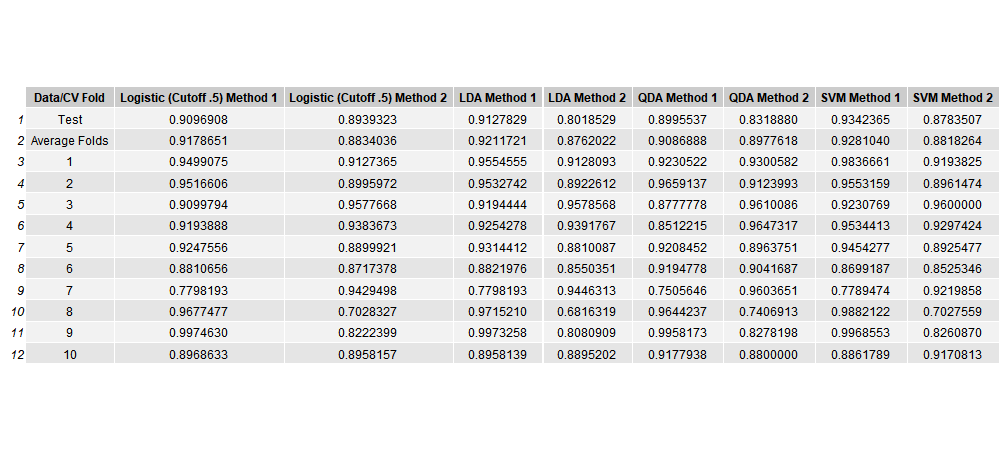 Data/CV Fold Logistic (Cutoff .5) Method 1 Logistic (Cutoff .5) Method 2 LDA Method 1 LDA Method 2 QDA Method 1 QDA Method 2 SVM Method 1 SVM Method 2
1 Test 0.9096908 0.8939323 0.9127829 0.8018529 0.8995537 0.8318880 0.9342365 0.8783507
2 Average Folds 0.9178651 0.8834036 0.9211721 0.8762022 0.9086888 0.8977618 0.9281040 0.8818264
3 1 0.9499075 0.9127365 0.9554555 0.9128093 0.9230522 0.9300582 0.9836661 0.9193825
4 2 0.9516606 0.8995972 0.9532742 0.8922612 0.9659137 0.9123993 0.9553159 0.8961474
5 3 0.9099794 0.9577668 0.9194444 0.9578568 0.8777778 0.9610086 0.9230769 0.9600000
6 4 0.9193888 0.9383673 0.9254278 0.9391767 0.8512215 0.9647317 0.9534413 0.9297424
7 5 0.9247556 0.8899921 0.9314412 0.8810087 0.9208452 0.8963751 0.9454277 0.8925477
8 6 0.8810656 0.8717378 0.8821976 0.8550351 0.9194778 0.9041687 0.8699187 0.8525346
9 7 0.7798193 0.9429498 0.7798193 0.9446313 0.7505646 0.9603651 0.7789474 0.9219858
10 8 0.9677477 0.7028327 0.9715210 0.6816319 0.9644237 0.7406913 0.9882122 0.7027559
11 9 0.9974630 0.8222399 0.9973258 0.8080909 0.9958173 0.8278198 0.9968553 0.8260870
12 10 0.8968633 0.8958157 0.8958139 0.8895202 0.9177938 0.8800000 0.8861789 0.9170813